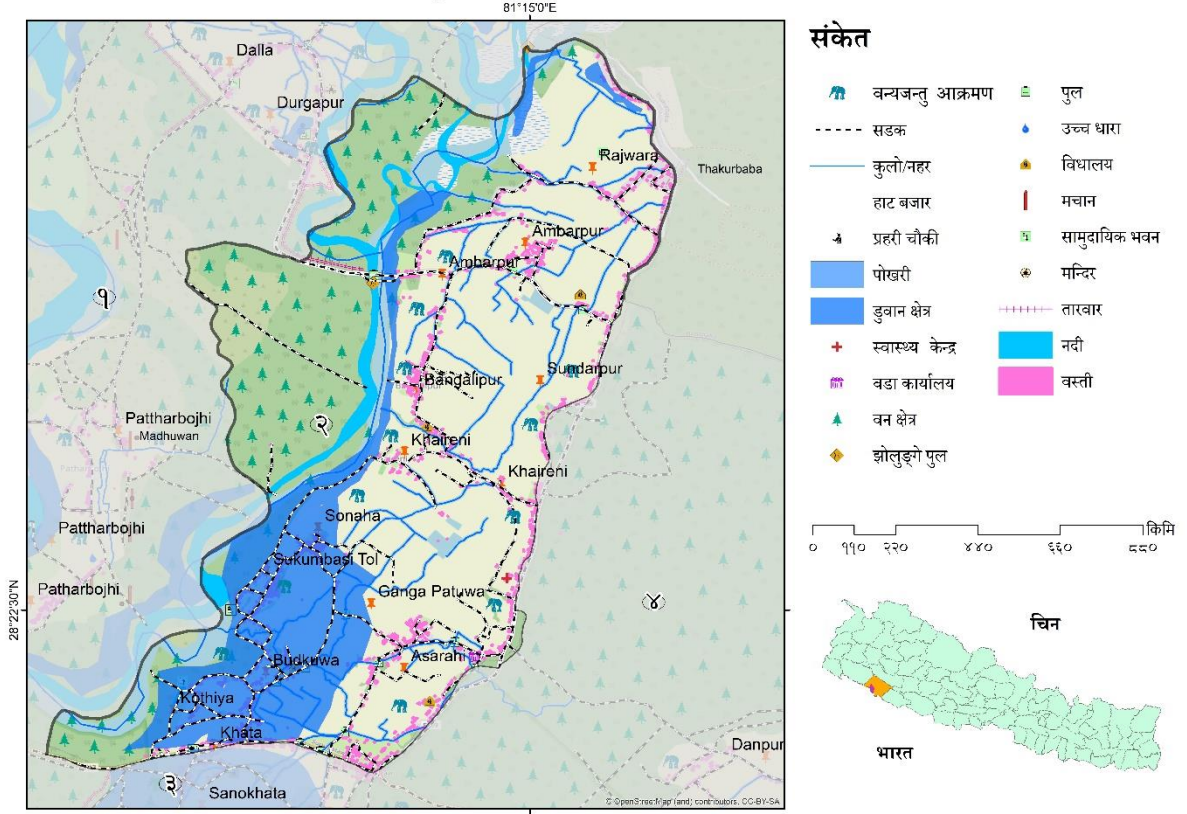 81°15'0"E
28°22'30"N
Dalla
Durgapur
Rajwara
Thakurbaba
Ambarpur
Ambarpur
१
Bangalipur
Sundarpur
Pattharbojhi
Madhuwan
२
Khaireni
Khaireni
Pattharbojhi
Sonaha
Sukumbasi Tol
Patharbojhi
Ganga Patuwa
४
Budkuwa
Asarahi
Kothiya
Khata
Danpur
३
Sanokhata
© OpenStreetMap (and) contributors, CC-BY-SA
संकेत
वन्यजन्तु आक्रमण
सडक
कुलो/नहर
हाट बजार
प्रहरी चौकी
पोखरी
डुवान क्षेत्र
स्वास्थ्य केन्द्र
वडा कार्यालय
वन क्षेत्र
झोलुङ्गे पुल
पुल
उच्च धारा
विधालय
मचान
सामुदायिक भवन
मन्दिर
तारवार
नदी
वस्ती
किमि
० ११० २२० ४४० ६६० ८८०
चिन
भारत